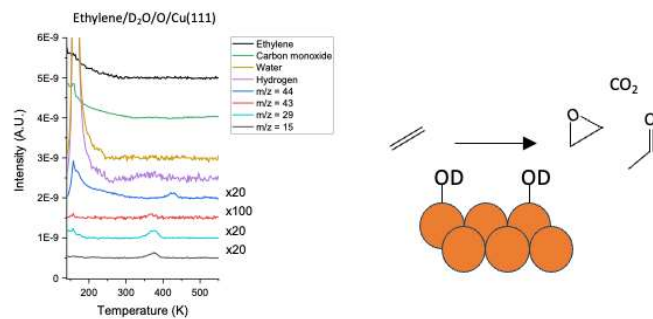 Ethylene/D₂O/O/Cu(111)
6E-9
5E-9
4E-9
3E-9
2E-9
1E-9
0
Intensity (A.U.)
200
300
400
500
Temperature (K)
Ethylene
Carbon monoxide
Water
Hydrogen
m/z = 44
m/z = 43
m/z = 29
m/z = 15
x20
x100
x20
x20
CO₂
O
O
OD
OD